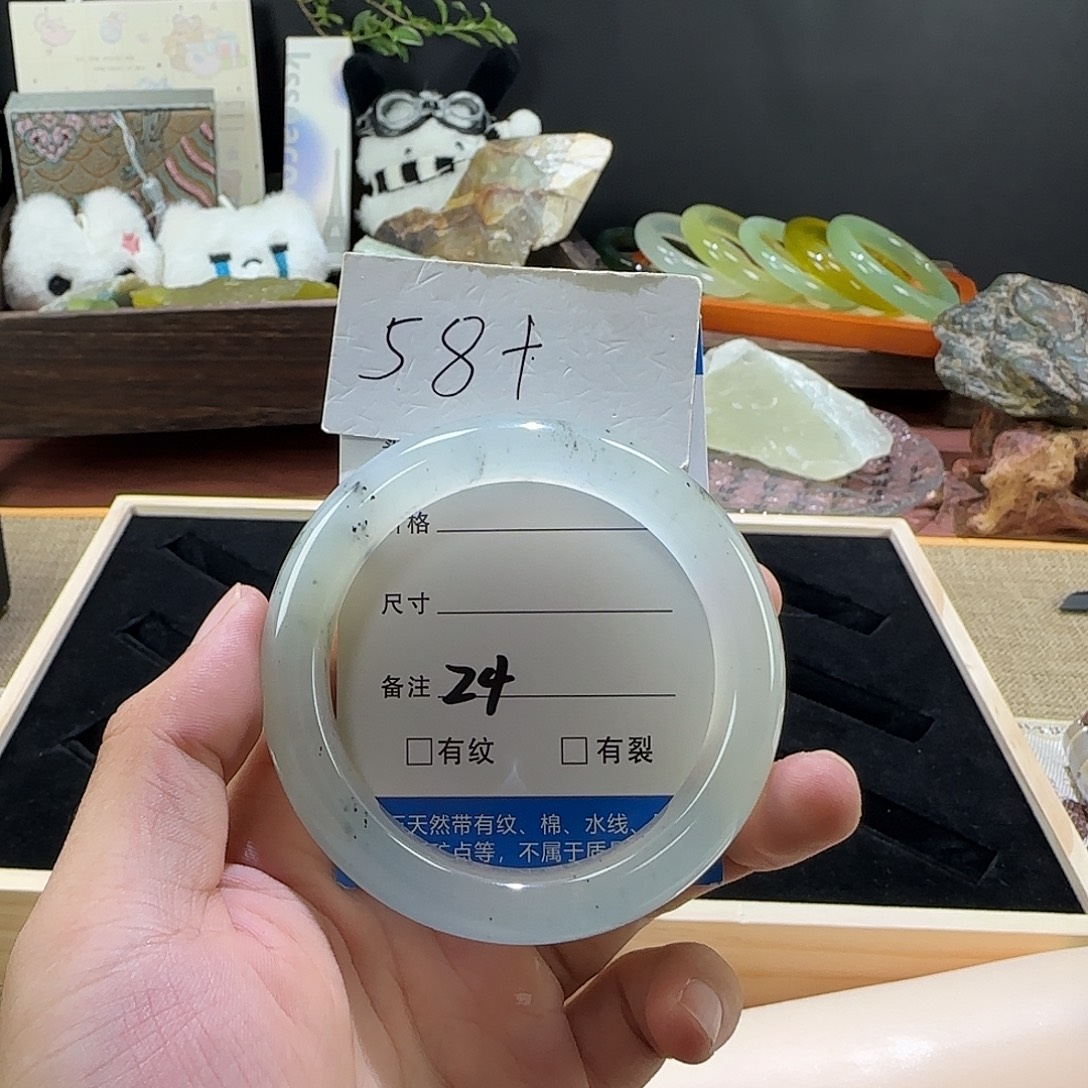 58+
格
尺寸
备注 24
□有纹 □有裂
天然带有纹、棉、水线、
点等，不属于质